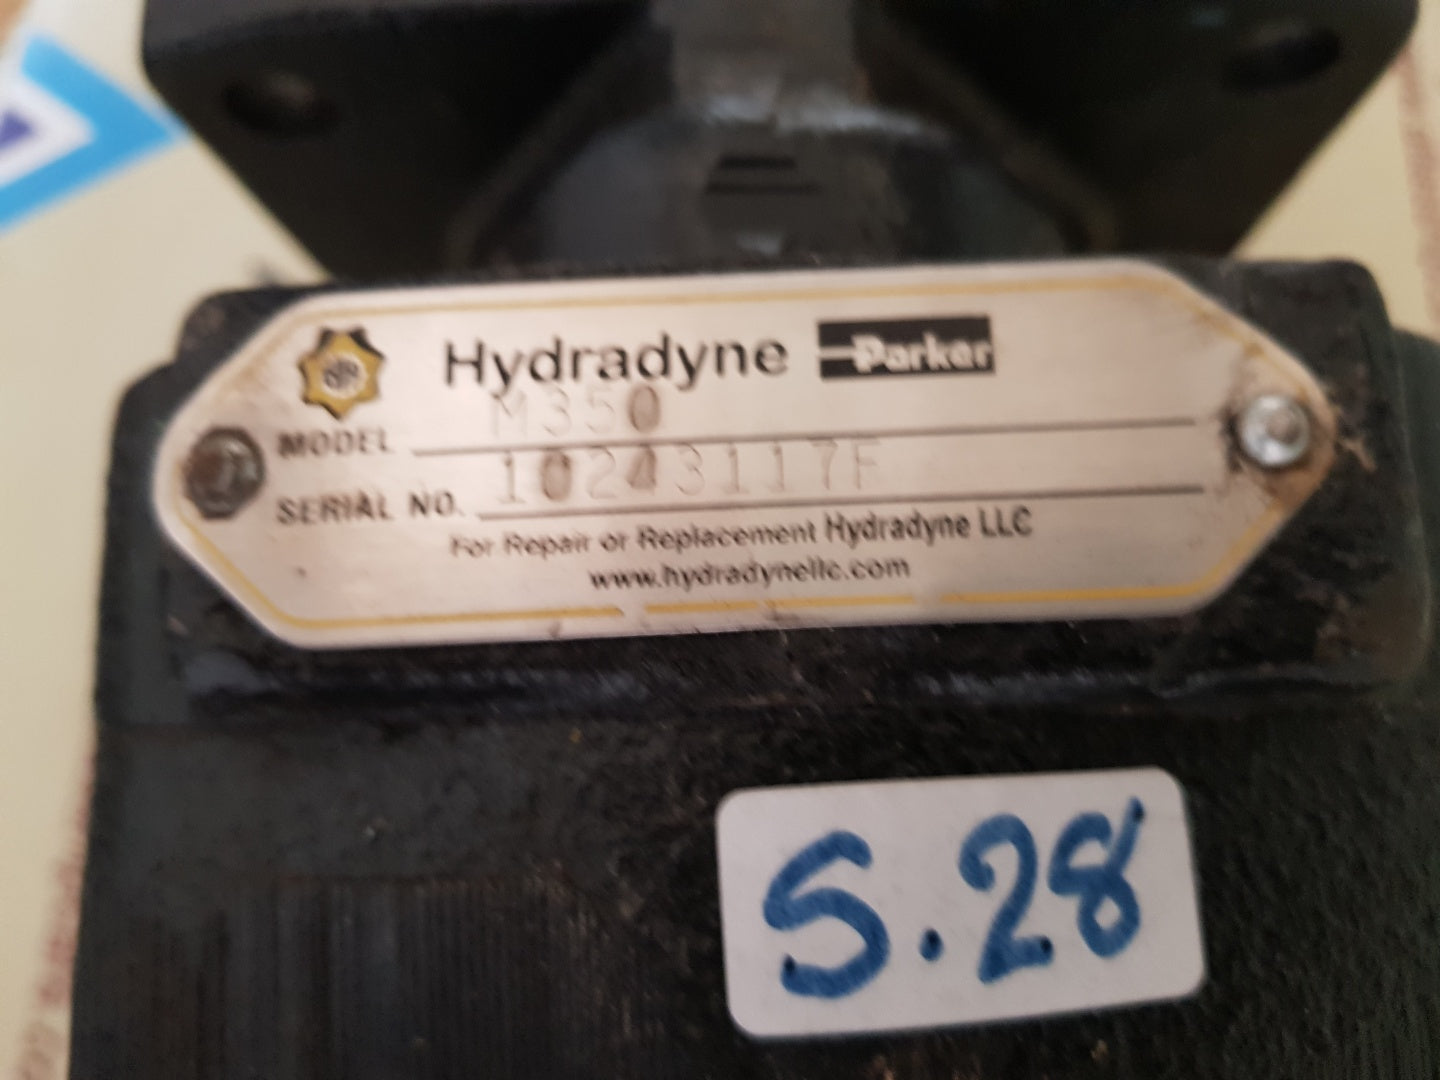 Hydradyne Parker
MODEL M350
SERIAL NO. 10243117F
For Repair or Replacement Hydradyne LLC
www.hydradynellc.com
S.28